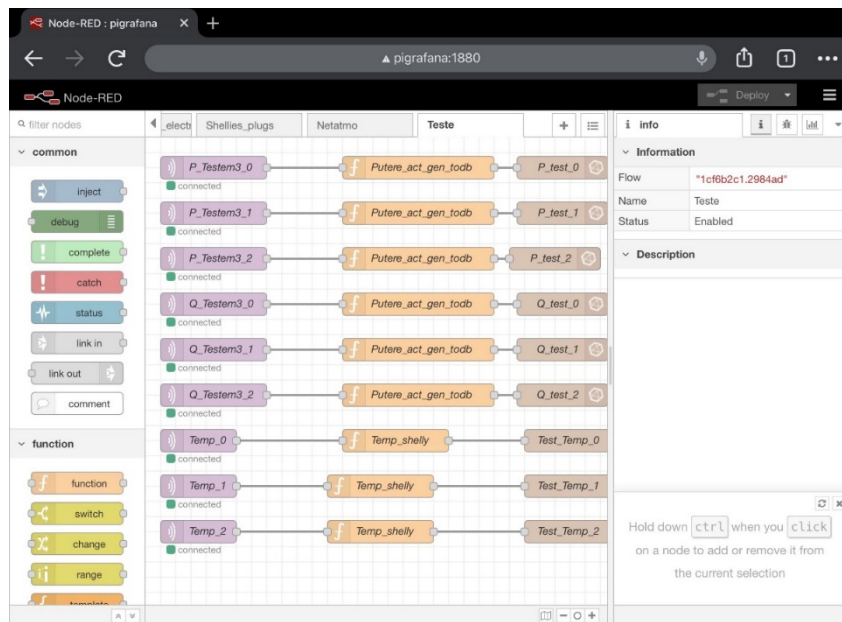 Node-RED : pigrafana
pigrafana:1880
1
Node-RED
Deploy
filter nodes
_electr
Shellies_plugs
Netatmo
Teste
i info
common
inject
debug
complete
catch
status
link in
link out
comment
function
function
switch
change
range
template
P_Testem3_0
Putere_act_gen_todb
P_test_0
connected
P_Testem3_1
Putere_act_gen_todb
P_test_1
connected
P_Testem3_2
Putere_act_gen_todb
P_test_2
connected
Q_Testem3_0
Putere_act_gen_todb
Q_test_0
connected
Q_Testem3_1
Putere_act_gen_todb
Q_test_1
connected
Q_Testem3_2
Putere_act_gen_todb
Q_test_2
connected
Temp_0
Temp_shelly
Test_Temp_0
connected
Temp_1
Temp_shelly
Test_Temp_1
connected
Temp_2
Temp_shelly
Test_Temp_2
connected
Information
Flow "1cf6b2c1.2984ad"
Name Teste
Status Enabled
Description
Hold down ctrl when you click
on a node to add or remove it from
the current selection